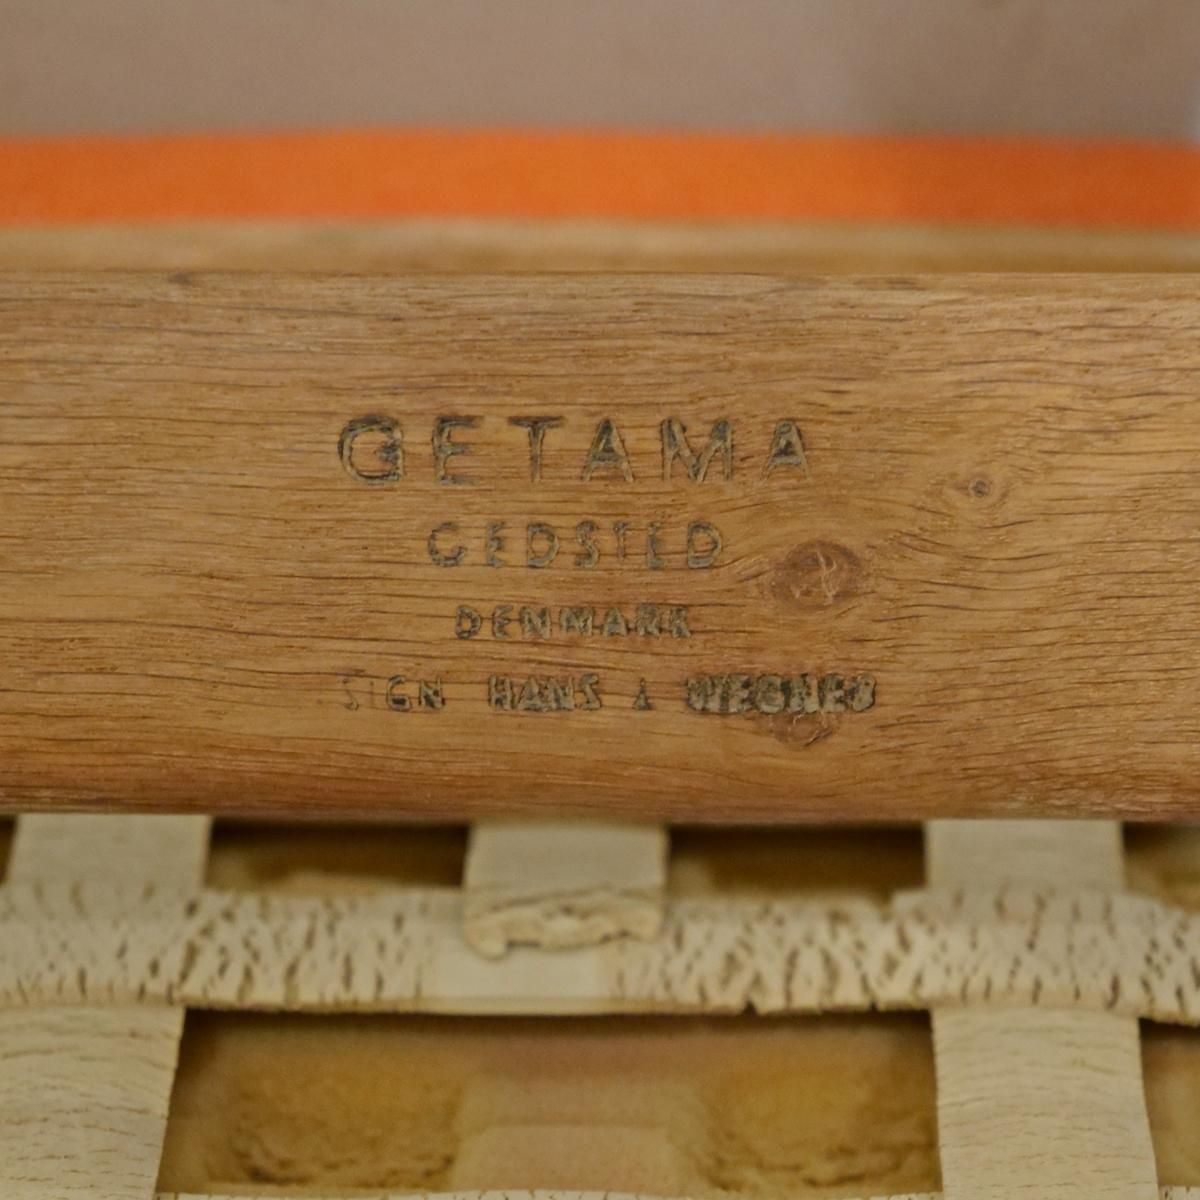 GETAMA
GEDSTED
DENMARK
SIGN HANS J WEGNER